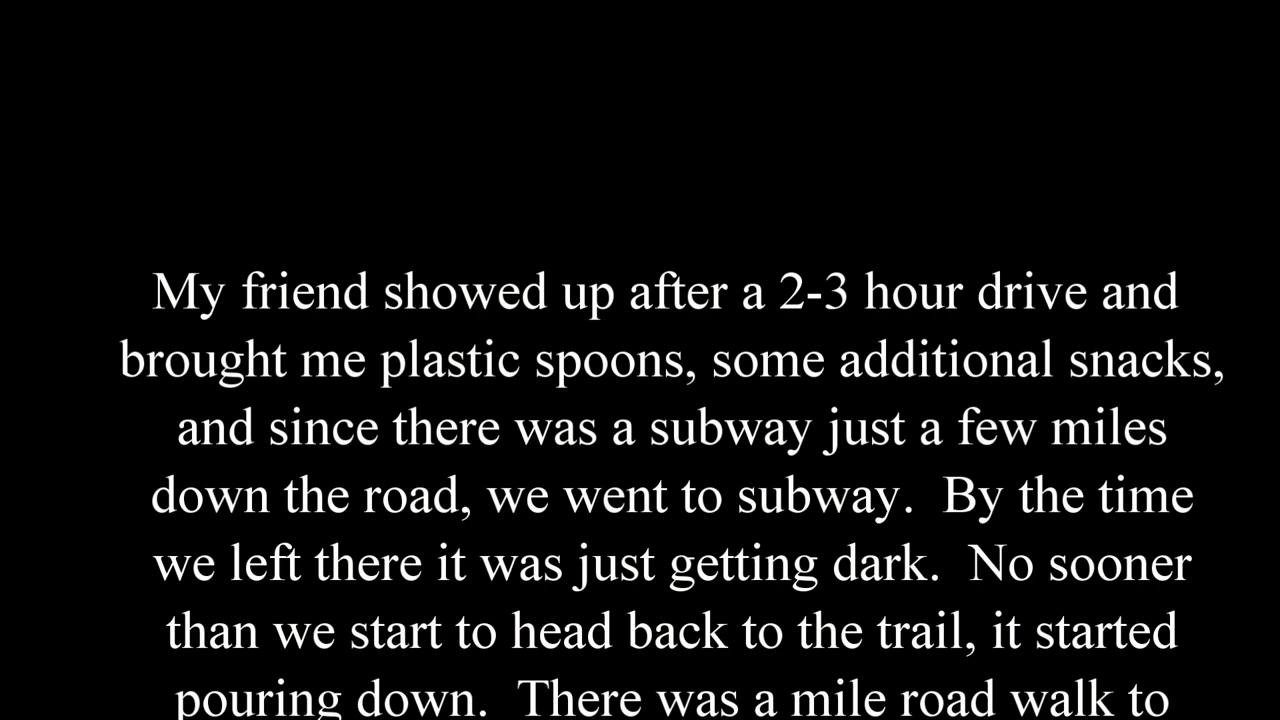 My friend showed up after a 2-3 hour drive and
brought me plastic spoons, some additional snacks,
and since there was a subway just a few miles
down the road, we went to subway.  By the time
we left there it was just getting dark.  No sooner
than we start to head back to the trail, it started
pouring down.  There was a mile road walk to